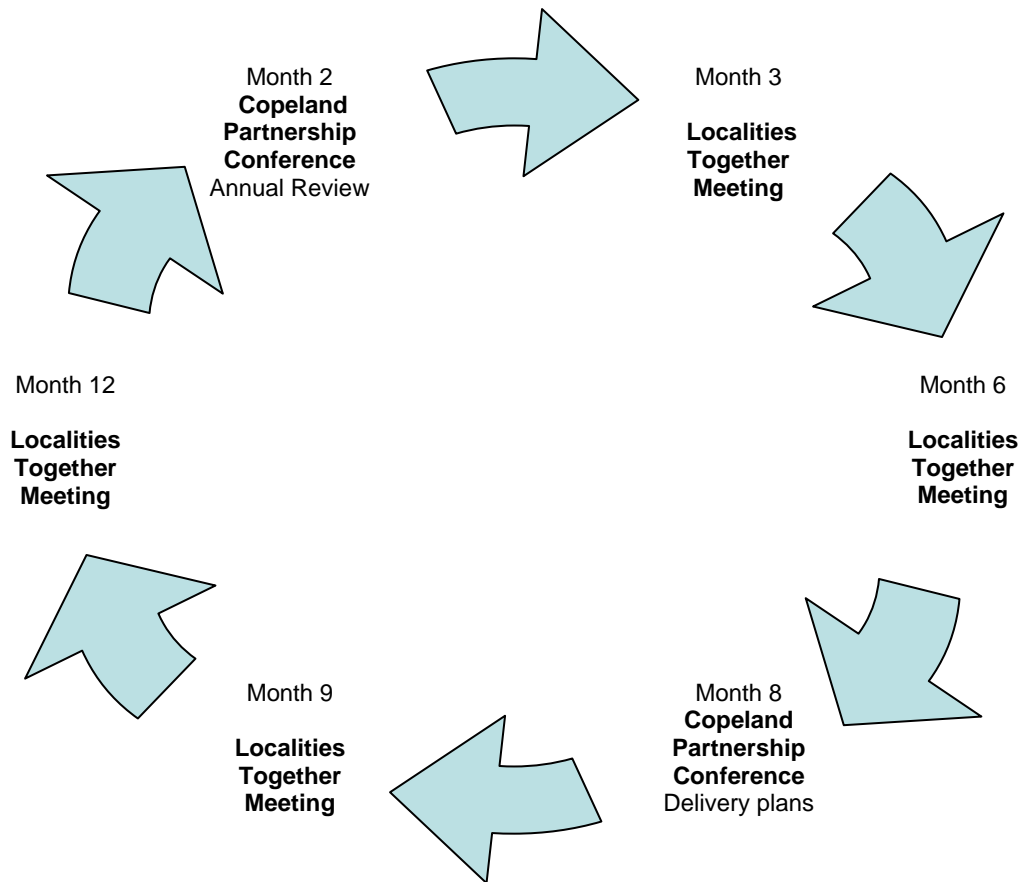 Month 2
Copeland
Partnership
Conference
Annual Review
Month 3
Localities
Together
Meeting
Month 6
Localities
Together
Meeting
Month 8
Copeland
Partnership
Conference
Delivery plans
Month 9
Localities
Together
Meeting
Month 12
Localities
Together
Meeting